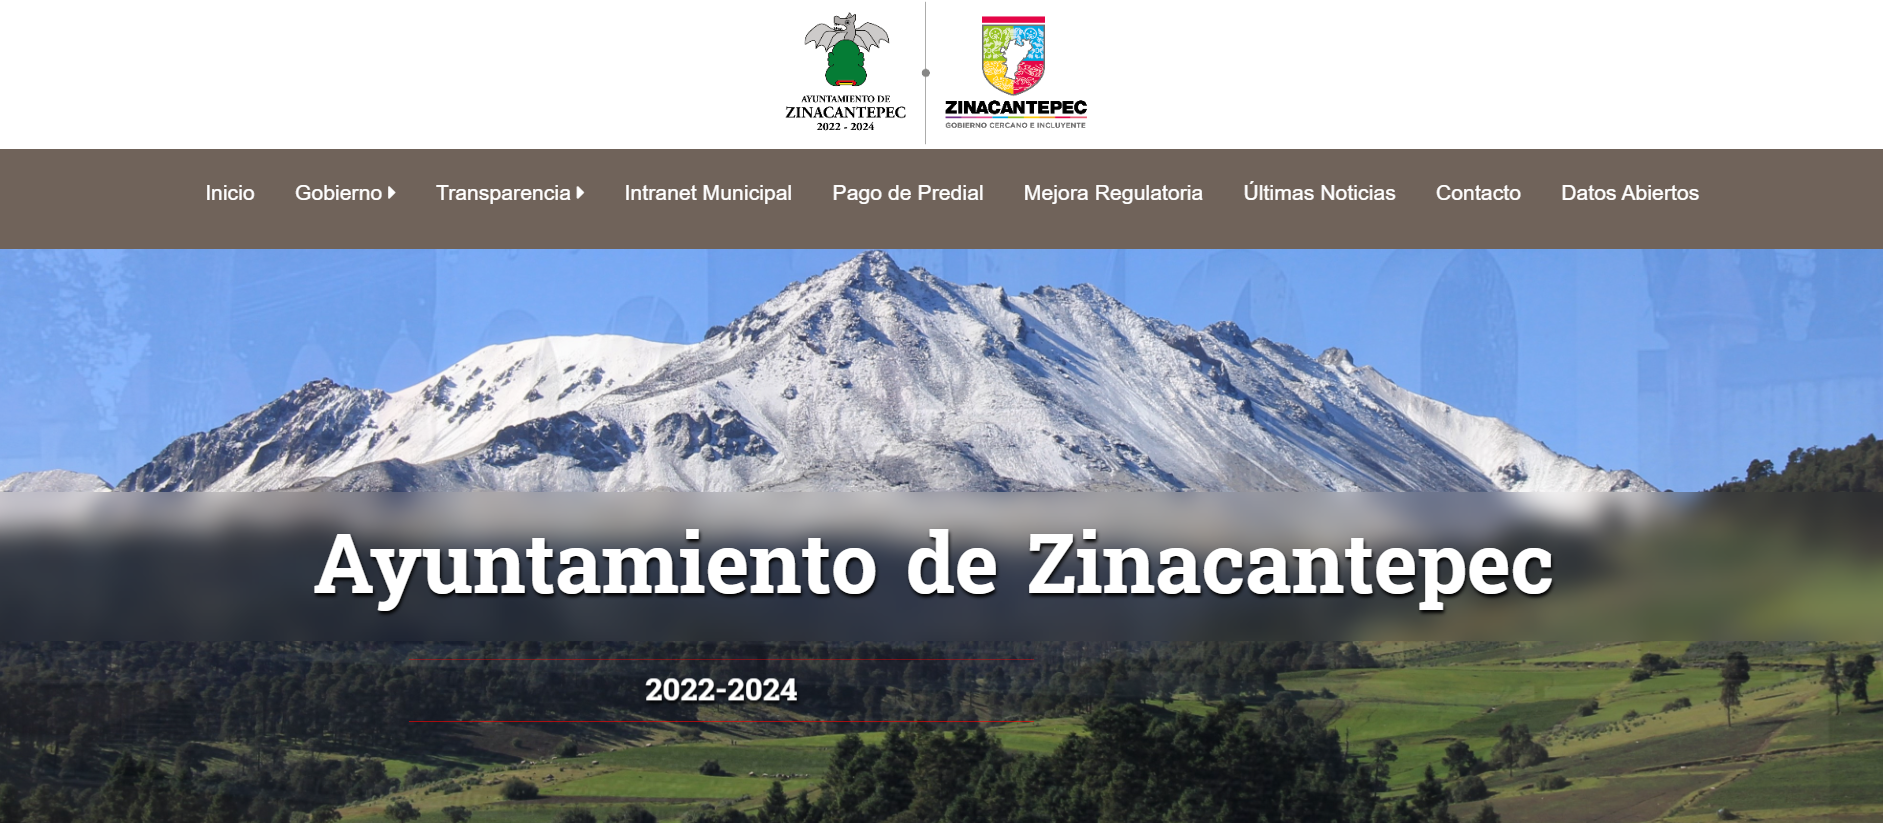 AYUNTAMIENTO DE
ZINACANTEPEC
2022 - 2024
ZINACANTEPEC
GOBIERNO CERCANO E INCLUYENTE
Inicio Gobierno Transparencia Intranet Municipal Pago de Predial Mejora Regulatoria Últimas Noticias Contacto Datos Abiertos
Ayuntamiento de Zinacantepec
2022-2024